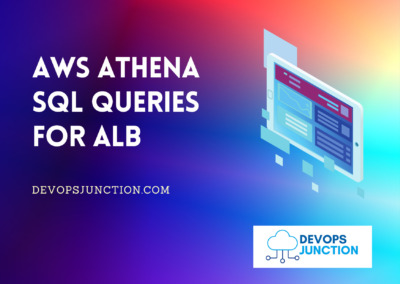 AWS ATHENA
SQL QUERIES
FOR ALB
DEVOPSJUNCTION.COM
DEVOPS
JUNCTION